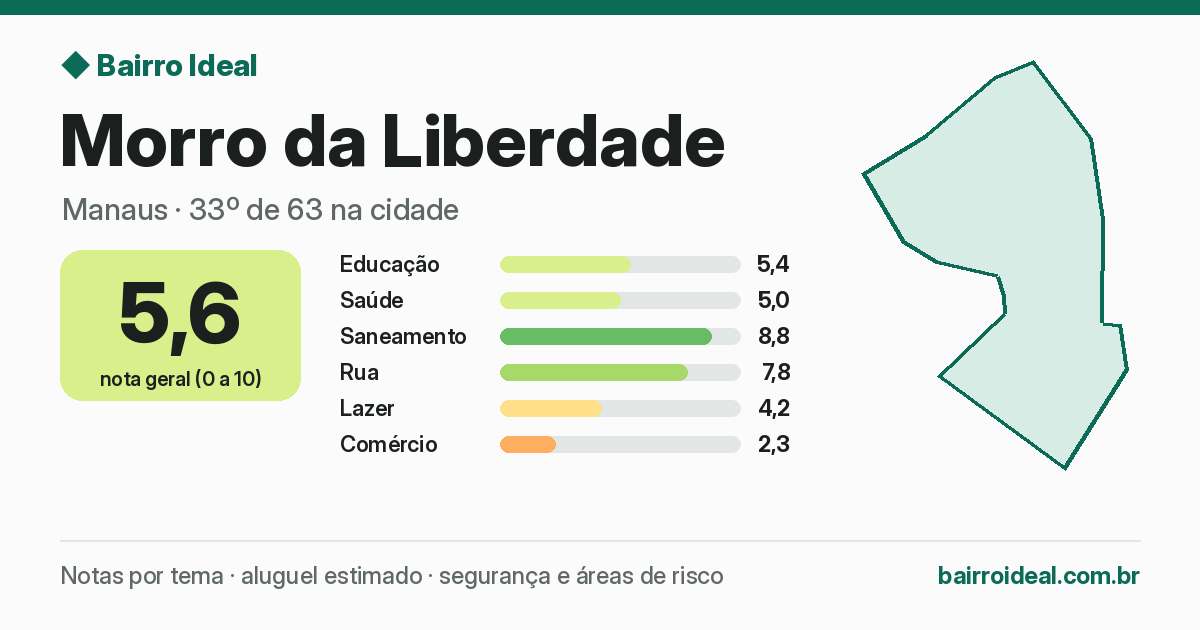 Bairro Ideal
Morro da Liberdade
Manaus · 33º de 63 na cidade
5,6
nota geral (0 a 10)
Educação 5,4
Saúde 5,0
Saneamento 8,8
Rua 7,8
Lazer 4,2
Comércio 2,3
Notas por tema · aluguel estimado · segurança e áreas de risco
bairroideal.com.br